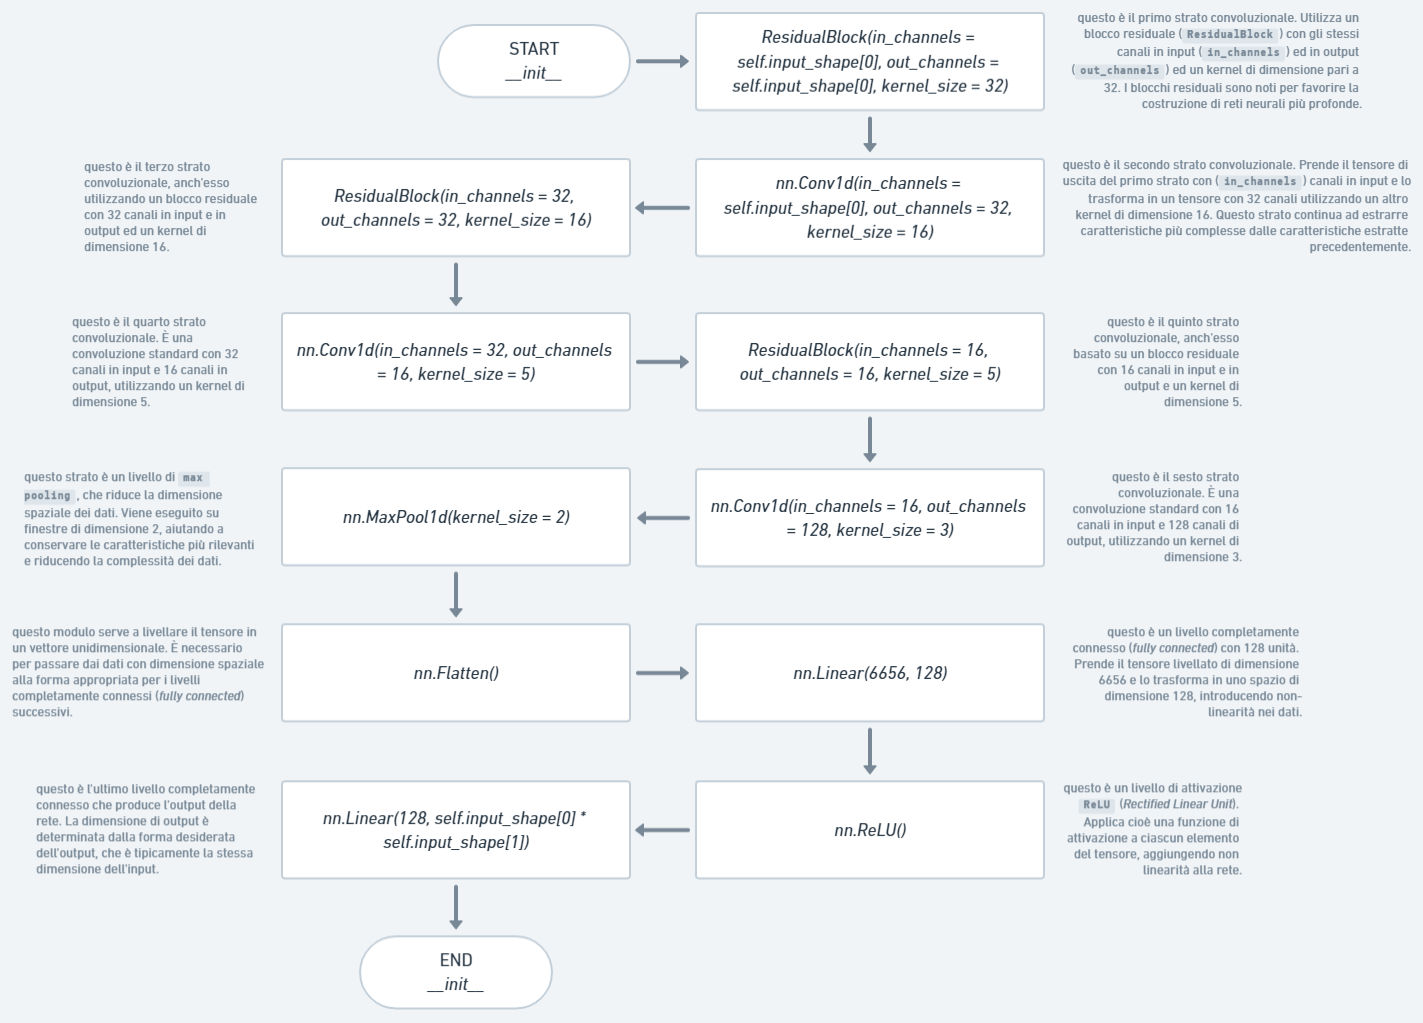 START
__init__
ResidualBlock(in_channels =
self.input_shape[0], out_channels =
self.input_shape[0], kernel_size = 32)
questo è il primo strato convoluzionale. Utilizza un
blocco residuale ( ResidualBlock ) con gli stessi
canali in input ( in_channels ) ed in output
( out_channels ) ed un kernel di dimensione pari a
32. I blocchi residuali sono noti per favorire la
costruzione di reti neurali più profonde.
nn.Conv1d(in_channels =
self.input_shape[0], out_channels = 32,
kernel_size = 16)
questo è il secondo strato convoluzionale. Prende il tensore di
uscita del primo strato con ( in_channels ) canali in input e lo
trasforma in un tensore con 32 canali utilizzando un altro
kernel di dimensione 16. Questo strato continua ad estrarre
caratteristiche più complesse dalle caratteristiche estratte
precedentemente.
ResidualBlock(in_channels = 32,
out_channels = 32, kernel_size = 16)
questo è il terzo strato
convoluzionale, anch'esso
utilizzando un blocco residuale
con 32 canali in input e in
output ed un kernel di
dimensione 16.
nn.Conv1d(in_channels = 32, out_channels
= 16, kernel_size = 5)
questo è il quarto strato
convoluzionale. È una
convoluzione standard con 32
canali in input e 16 canali in
output, utilizzando un kernel di
dimensione 5.
ResidualBlock(in_channels = 16,
out_channels = 16, kernel_size = 5)
questo è il quinto strato
convoluzionale, anch'esso
basato su un blocco residuale
con 16 canali in input e in
output e un kernel di
dimensione 5.
nn.Conv1d(in_channels = 16, out_channels
= 128, kernel_size = 3)
questo è il sesto strato
convoluzionale. È una
convoluzione standard con 16
canali in input e 128 canali di
output, utilizzando un kernel di
dimensione 3.
nn.MaxPool1d(kernel_size = 2)
questo strato è un livello di max
pooling , che riduce la dimensione
spaziale dei dati. Viene eseguito su
finestre di dimensione 2, aiutando a
conservare le caratteristiche più rilevanti
e riducendo la complessità dei dati.
nn.Flatten()
questo modulo serve a livellare il tensore in
un vettore unidimensionale. È necessario
per passare dai dati con dimensione spaziale
alla forma appropriata per i livelli
completamente connessi (fully connected)
successivi.
nn.Linear(6656, 128)
questo è un livello completamente
connesso (fully connected) con 128 unità.
Prende il tensore livellato di dimensione
6656 e lo trasforma in uno spazio di
dimensione 128, introducendo non-
linearità nei dati.
nn.ReLU()
questo è un livello di attivazione
ReLU (Rectified Linear Unit).
Applica cioè una funzione di
attivazione a ciascun elemento
del tensore, aggiungendo non
linearità alla rete.
nn.Linear(128, self.input_shape[0] *
self.input_shape[1])
questo è l'ultimo livello completamente
connesso che produce l'output della
rete. La dimensione di output è
determinata dalla forma desiderata
dell'output, che è tipicamente la stessa
dimensione dell'input.
END
__init__